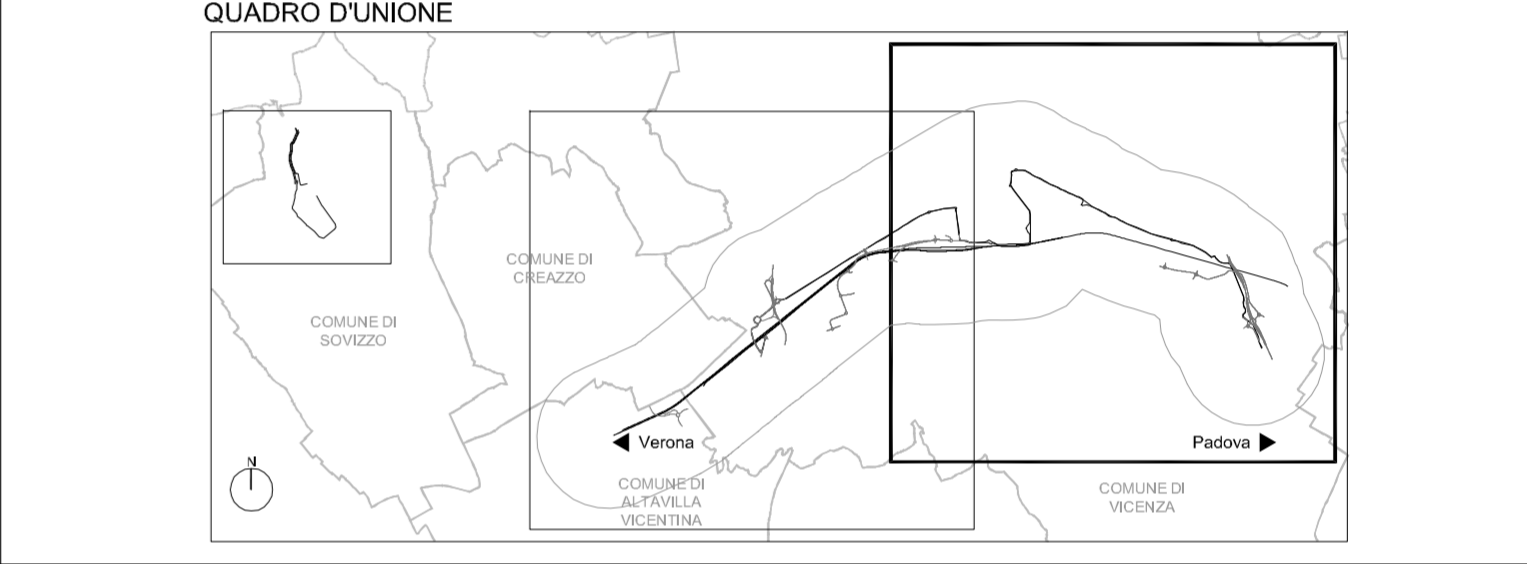 QUADRO D'UNIONE
COMUNE DI
CREAZZO
COMUNE DI
SOVIZZO
Verona
Padova
N
COMUNE DI
ALTAVILLA
VICENTINA
COMUNE DI
VICENZA